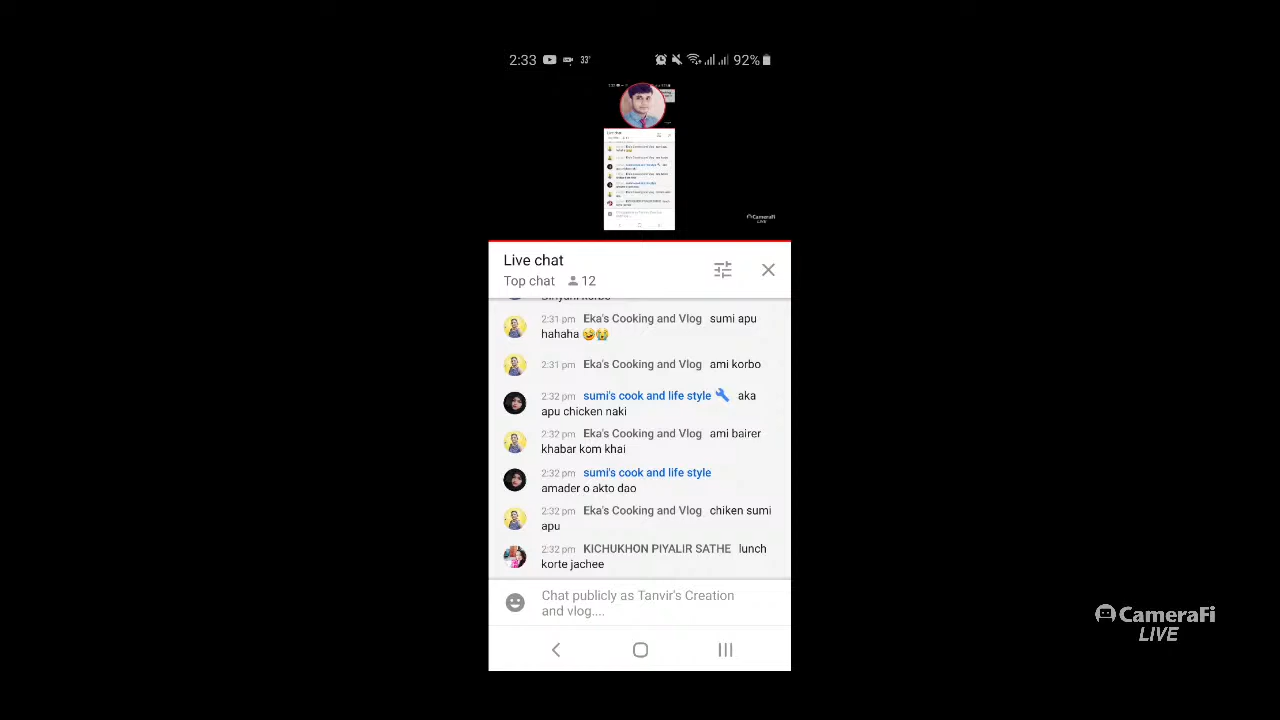 2:33 33° 92%
CameraFi
LIVE
Live chat
Top chat 12
2:31 pm Eka's Cooking and Vlog sumi apu
hahaha 🤣😭
2:31 pm Eka's Cooking and Vlog ami korbo
2:32 pm sumi's cook and life style aka
apu chicken naki
2:32 pm Eka's Cooking and Vlog ami bairer
khabar kom khai
2:32 pm sumi's cook and life style
amader o akto dao
2:32 pm Eka's Cooking and Vlog chiken sumi
apu
2:32 pm KICHUKHON PIYALIR SATHE lunch
korte jachee
Chat publicly as Tanvir's Creation
and vlog....
CameraFi
LIVE